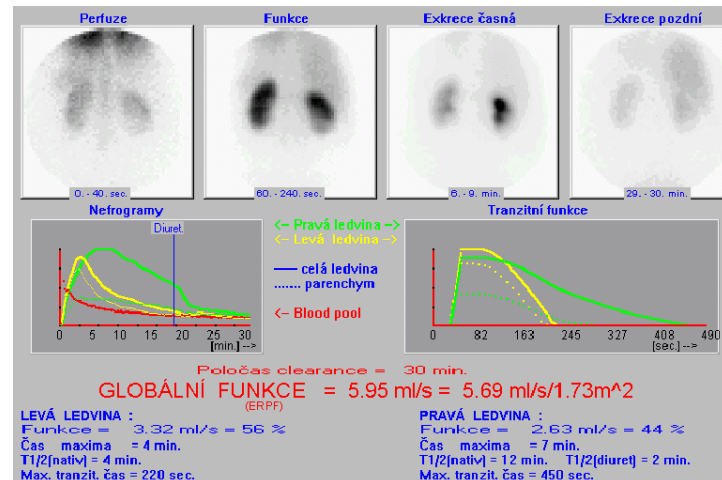 Perfuze Funkce Exkrece časná Exkrece pozdní
0.-40. sec. 60.-240. sec. 6.-9. min. 29.-30. min.
Nefrogramy Tranzitní funkce
Diuret.
<- Pravá ledvina ->
<- Levá ledvina ->
celá ledvina
parenchym
<- Blood pool
0 5 10 15 20 25 30
[min.] -->
0 82 163 245 327 408 490
[sec.] -->
Poločas clearance = 30 min.
GLOBÁLNÍ FUNKCE = 5.95 ml/s = 5.69 ml/s/1.73m^2
(ERPF)
LEVÁ LEDVINA :
Funkce = 3.32 ml/s = 56 %
Čas maxima = 4 min.
T1/2(nativ) = 4 min.
Max. tranzit. čas = 220 sec.
PRAVÁ LEDVINA :
Funkce = 2.63 ml/s = 44 %
Čas maxima = 7 min.
T1/2(nativ) = 12 min. T1/2(diuret) = 2 min.
Max. tranzit. čas = 450 sec.